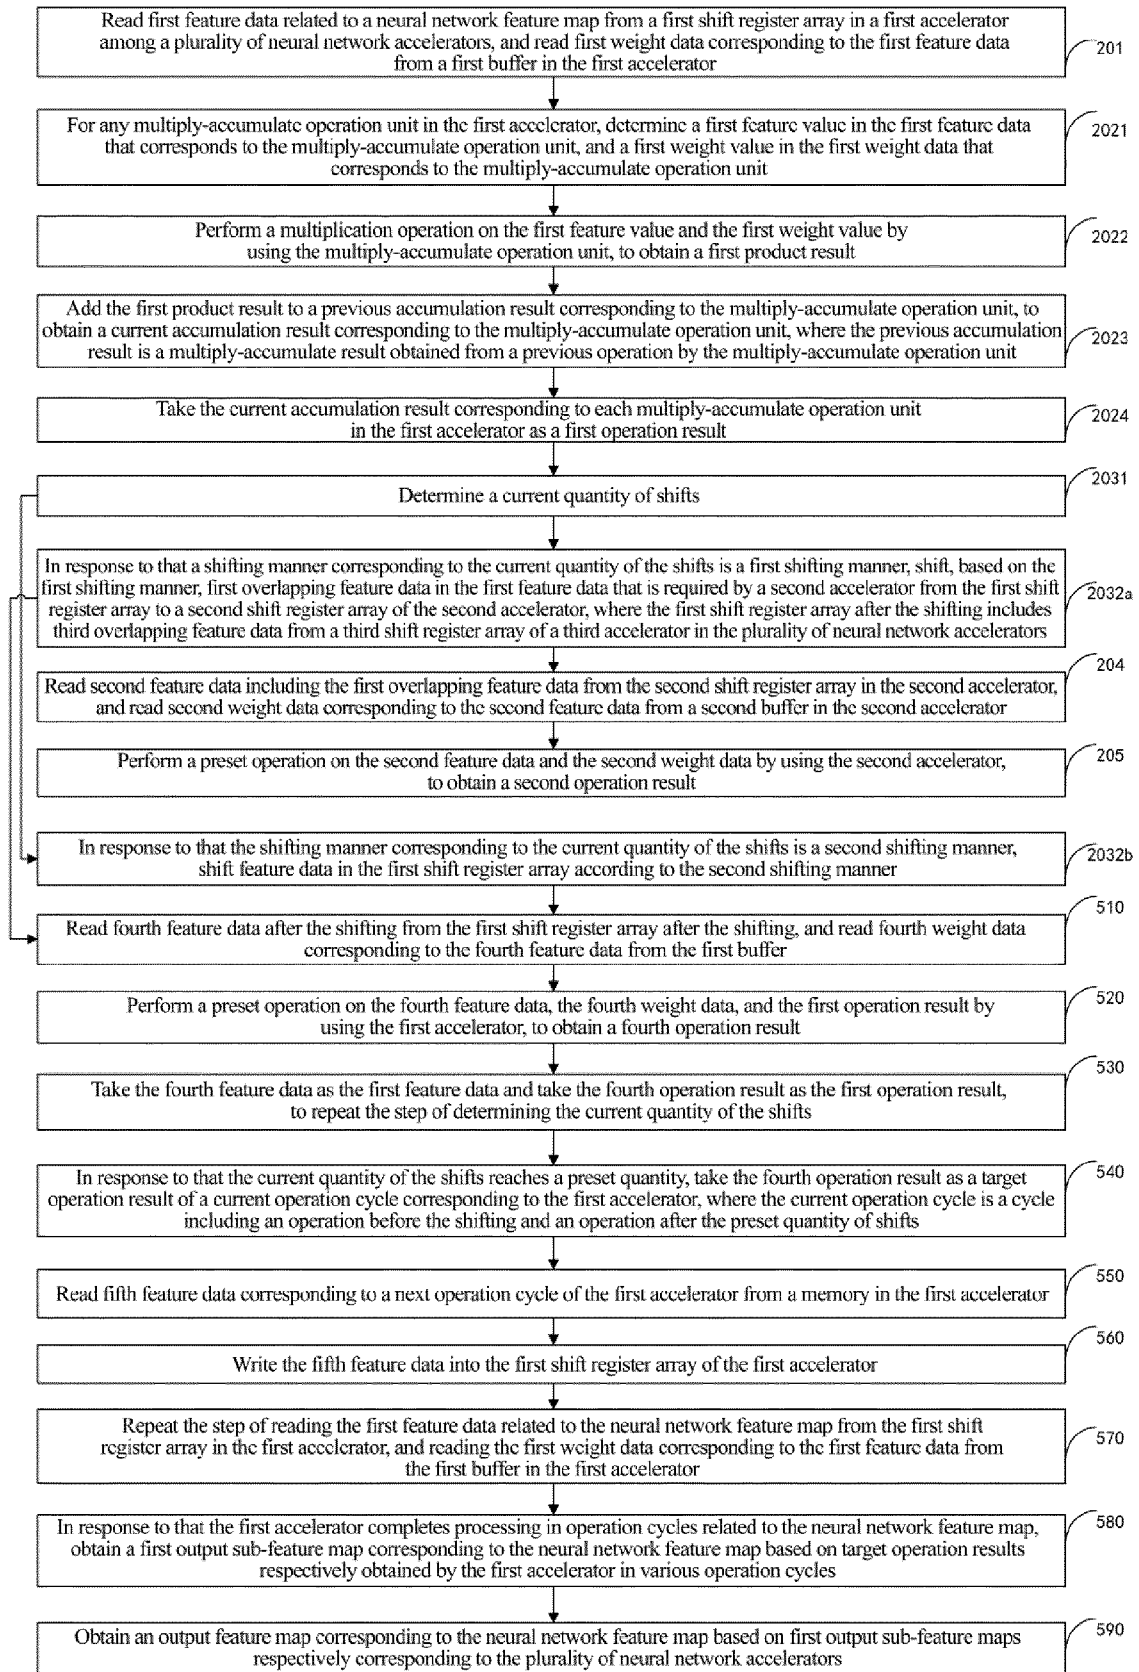 Read first feature data related to a neural network feature map from a first shift register array in a first accelerator
among a plurality of neural network accelerators, and read first weight data corresponding to the first feature data
from a first buffer in the first accelerator
201
For any multiply-accumulate operation unit in the first accelerator, determine a first feature value in the first feature data
that corresponds to the multiply-accumulate operation unit, and a first weight value in the first weight data that
corresponds to the multiply-accumulate operation unit
2021
Perform a multiplication operation on the first feature value and the first weight value by
using the multiply-accumulate operation unit, to obtain a first product result
2022
Add the first product result to a previous accumulation result corresponding to the multiply-accumulate operation unit, to
obtain a current accumulation result corresponding to the multiply-accumulate operation unit, where the previous accumulation
result is a multiply-accumulate result obtained from a previous operation by the multiply-accumulate operation unit
2023
Take the current accumulation result corresponding to each multiply-accumulate operation unit
in the first accelerator as a first operation result
2024
Determine a current quantity of shifts
2031
In response to that a shifting manner corresponding to the current quantity of the shifts is a first shifting manner, shift, based on the
first shifting manner, first overlapping feature data in the first feature data that is required by a second accelerator from the first shift
register array to a second shift register array of the second accelerator, where the first shift register array after the shifting includes
third overlapping feature data from a third shift register array of a third accelerator in the plurality of neural network accelerators
2032a
Read second feature data including the first overlapping feature data from the second shift register array in the second accelerator,
and read second weight data corresponding to the second feature data from a second buffer in the second accelerator
204
Perform a preset operation on the second feature data and the second weight data by using the second accelerator,
to obtain a second operation result
205
In response to that the shifting manner corresponding to the current quantity of the shifts is a second shifting manner,
shift feature data in the first shift register array according to the second shifting manner
2032b
Read fourth feature data after the shifting from the first shift register array after the shifting, and read fourth weight data
corresponding to the fourth feature data from the first buffer
510
Perform a preset operation on the fourth feature data, the fourth weight data, and the first operation result by
using the first accelerator, to obtain a fourth operation result
520
Take the fourth feature data as the first feature data and take the fourth operation result as the first operation result,
to repeat the step of determining the current quantity of the shifts
530
In response to that the current quantity of the shifts reaches a preset quantity, take the fourth operation result as a target
operation result of a current operation cycle corresponding to the first accelerator, where the current operation cycle is a cycle
including an operation before the shifting and an operation after the preset quantity of shifts
540
Read fifth feature data corresponding to a next operation cycle of the first accelerator from a memory in the first accelerator
550
Write the fifth feature data into the first shift register array of the first accelerator
560
Repeat the step of reading the first feature data related to the neural network feature map from the first shift
register array in the first accelerator, and reading the first weight data corresponding to the first feature data from
the first buffer in the first accelerator
570
In response to that the first accelerator completes processing in operation cycles related to the neural network feature map,
obtain a first output sub-feature map corresponding to the neural network feature map based on target operation results
respectively obtained by the first accelerator in various operation cycles
580
Obtain an output feature map corresponding to the neural network feature map based on first output sub-feature maps
respectively corresponding to the plurality of neural network accelerators
590